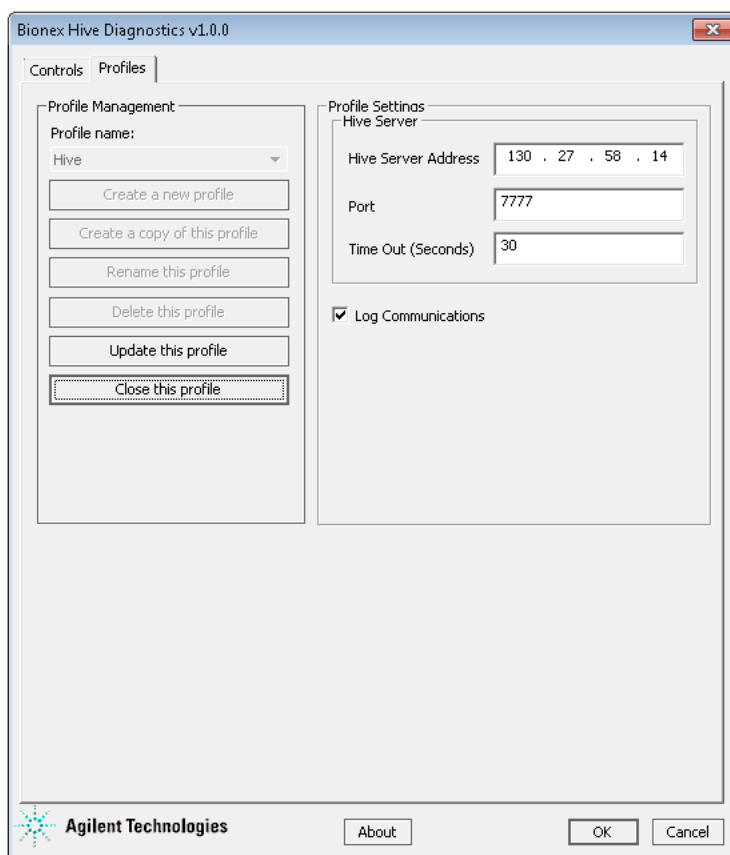 Bionex Hive Diagnostics v1.0.0
Controls
Profiles
Profile Management
Profile name:
Hive
Create a new profile
Create a copy of this profile
Rename this profile
Delete this profile
Update this profile
Close this profile
Profile Settings
Hive Server
Hive Server Address 130 . 27 . 58 . 14
Port 7777
Time Out (Seconds) 30
Log Communications
Agilent Technologies
About
OK
Cancel